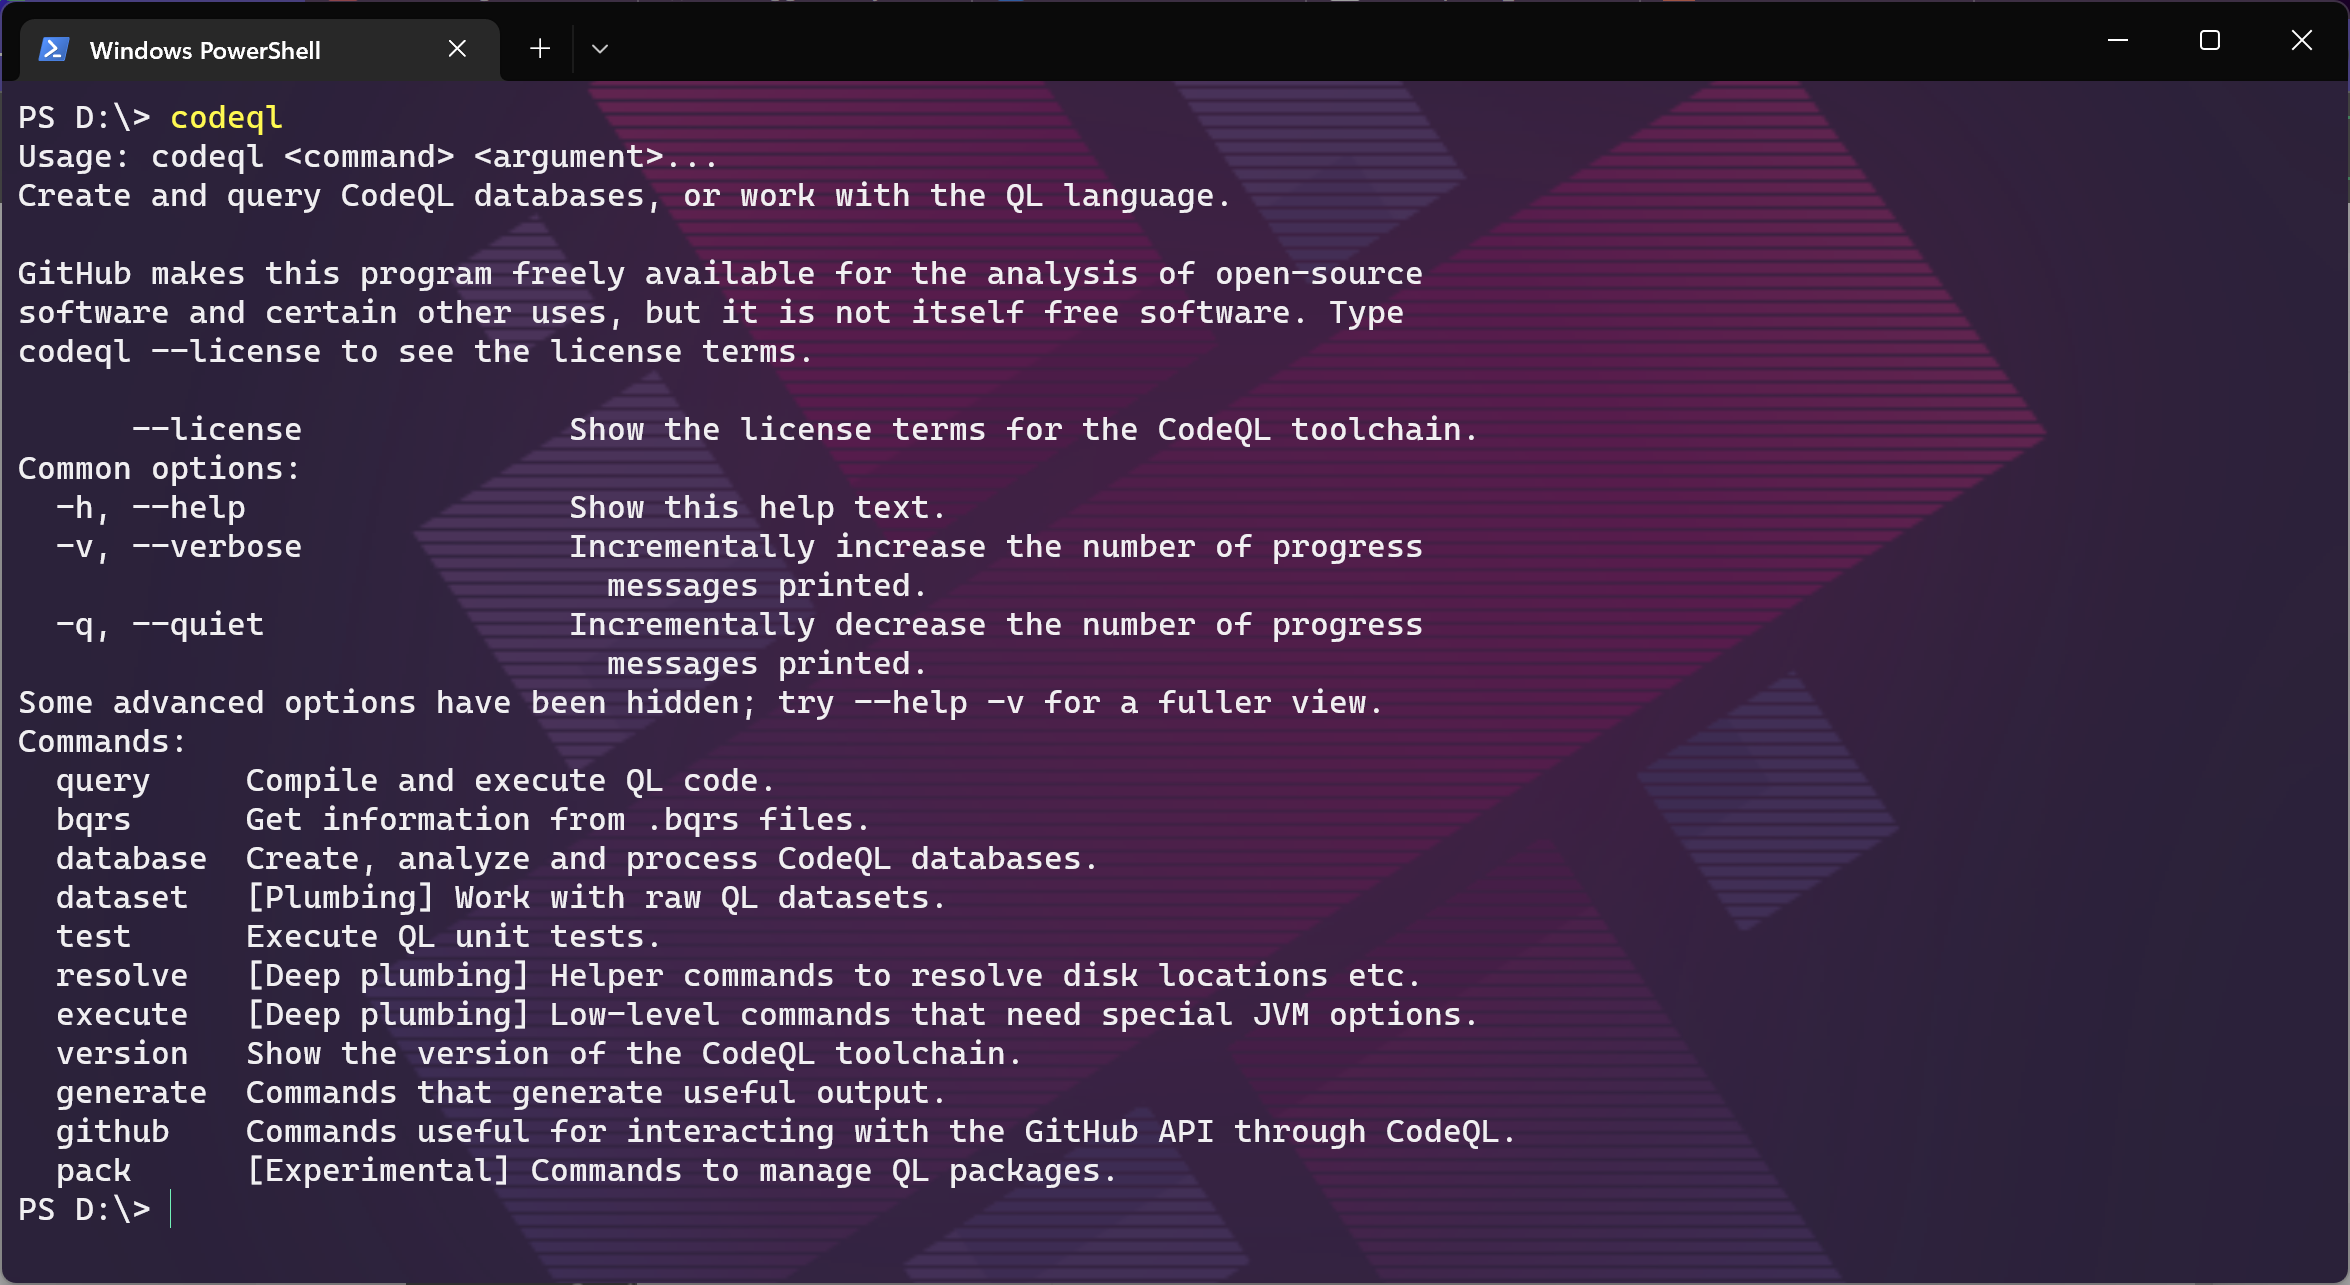 Windows PowerShell
PS D:\> codeql
Usage: codeql <command> <argument>...
Create and query CodeQL databases, or work with the QL language.

GitHub makes this program freely available for the analysis of open-source
software and certain other uses, but it is not itself free software. Type
codeql --license to see the license terms.

      --license              Show the license terms for the CodeQL toolchain.
Common options:
  -h, --help                 Show this help text.
  -v, --verbose              Incrementally increase the number of progress
                               messages printed.
  -q, --quiet                Incrementally decrease the number of progress
                               messages printed.
Some advanced options have been hidden; try --help -v for a fuller view.
Commands:
  query     Compile and execute QL code.
  bqrs      Get information from .bqrs files.
  database  Create, analyze and process CodeQL databases.
  dataset   [Plumbing] Work with raw QL datasets.
  test      Execute QL unit tests.
  resolve   [Deep plumbing] Helper commands to resolve disk locations etc.
  execute   [Deep plumbing] Low-level commands that need special JVM options.
  version   Show the version of the CodeQL toolchain.
  generate  Commands that generate useful output.
  github    Commands useful for interacting with the GitHub API through CodeQL.
  pack      [Experimental] Commands to manage QL packages.
PS D:\>